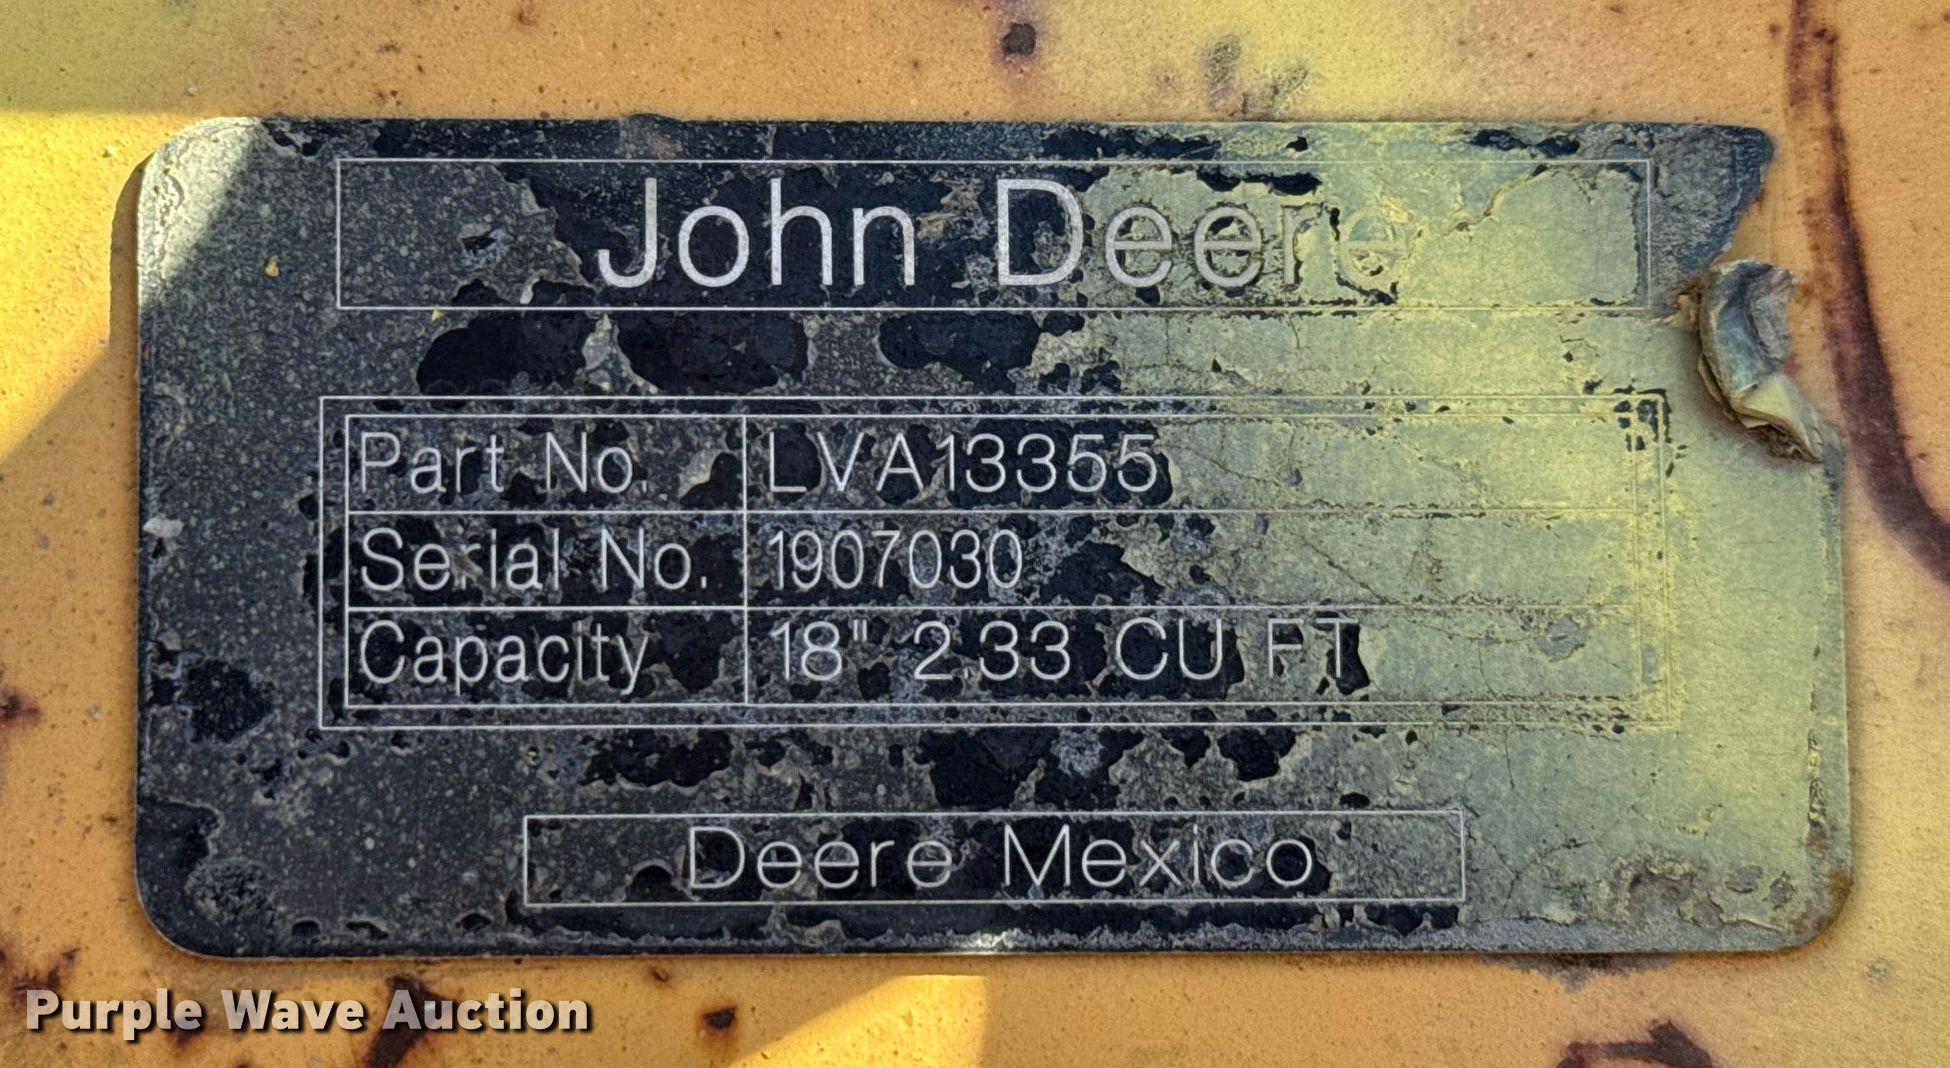 John Deere
Part No. LVA13355
Serial No. 1907030
Capacity 18" 2.33 CU FT
Deere Mexico
Purple Wave Auction